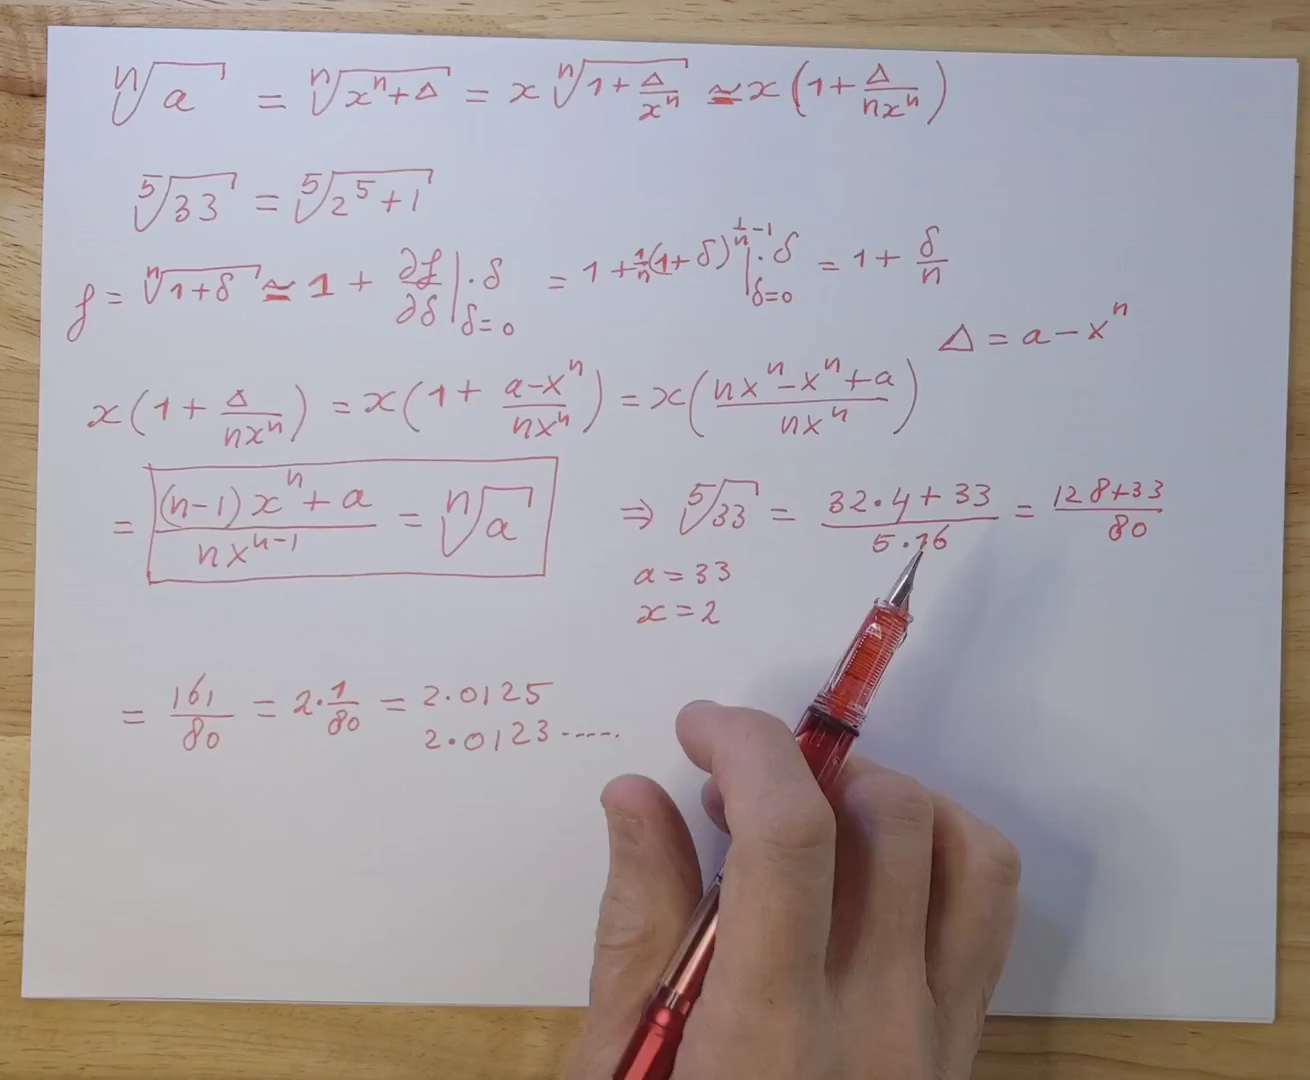 ⁿ√a = ⁿ√(xⁿ+Δ) = x ⁿ√(1+Δ/xⁿ) ≃ x(1+Δ/(nxⁿ))
⁵√33 = ⁵√(2⁵+1)
f = ⁿ√(1+δ) ≃ 1 + ∂f/∂δ|δ=0 · δ = 1 + 1/n(1+δ)^(1/n-1)|δ=0 · δ = 1 + δ/n
Δ = a-xⁿ
x(1+Δ/(nxⁿ)) = x(1+(a-xⁿ)/(nxⁿ)) = x((nxⁿ-xⁿ+a)/(nxⁿ))
= ((n-1)xⁿ+a)/(nxⁿ⁻¹) = ⁿ√a ⇒ ⁵√33 = (32·4+33)/(5·16) = (128+33)/80
a=33
x=2
= 161/80 = 2·1/80 = 2.0125
2.0123-----.